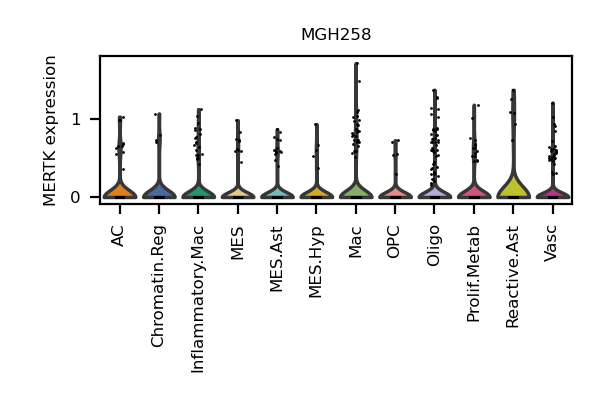 MGH258
MERTK expression
1
0
AC
Chromatin.Reg
Inflammatory.Mac
MES
MES.Ast
MES.Hyp
Mac
OPC
Oligo
Prolif.Metab
Reactive.Ast
Vasc